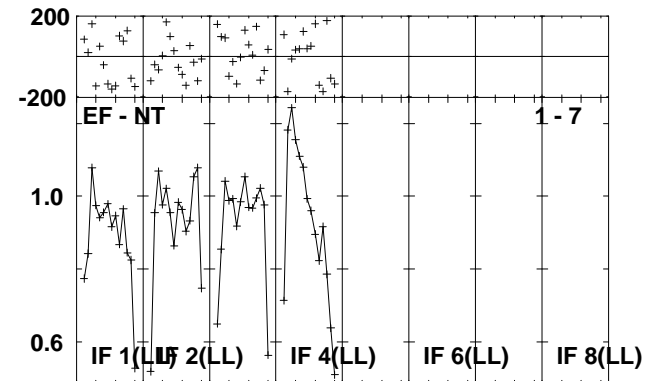 200
-200
EF - NT 1 - 7
1.0
0.6
IF 1(LL) IF 2(LL) IF 4(LL) IF 6(LL) IF 8(LL)